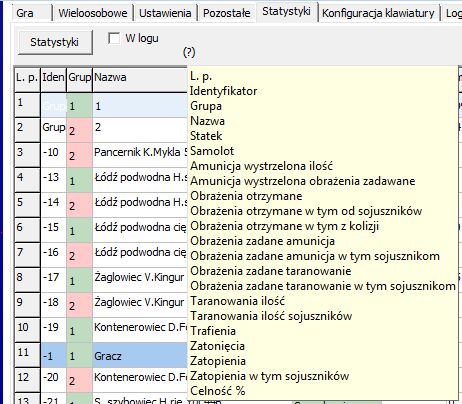 Gra Wieloosobowe Ustawienia Pozostałe Statystyki Konfiguracja klawiatury Log
Statystyki W logu
(?)
L. p. Iden Grup Nazwa
1 Grup 1 1
2 Grup 2 2
3 -10 2 Pancernik K.Mykla 5
4 -13 1 Łódź podwodna H.s
5 -14 2 Łódź podwodna H.s
6 -15 1 Łódź podwodna cię
7 -16 2 Łódź podwodna cię
8 -17 1 Żaglowiec V.Kingur
9 -18 2 Żaglowiec V.Kingur
10 -19 1 Kontenerowiec D.Fo
11 -1 1 Gracz
12 -20 2 Kontenerowiec D.Fo
13 -21 1
L. p.
Identyfikator
Grupa
Nazwa
Statek
Samolot
Amunicja wystrzelona ilość
Amunicja wystrzelona obrażenia zadawane
Obrażenia otrzymane
Obrażenia otrzymane w tym od sojuszników
Obrażenia otrzymane w tym z kolizji
Obrażenia zadane amunicja
Obrażenia zadane amunicja w tym sojusznikom
Obrażenia zadane taranowanie
Obrażenia zadane taranowanie w tym sojusznikom
Taranowania ilość
Taranowania ilość sojuszników
Trafienia
Zatonięcia
Zatopienia
Zatopienia w tym sojuszników
Celność %